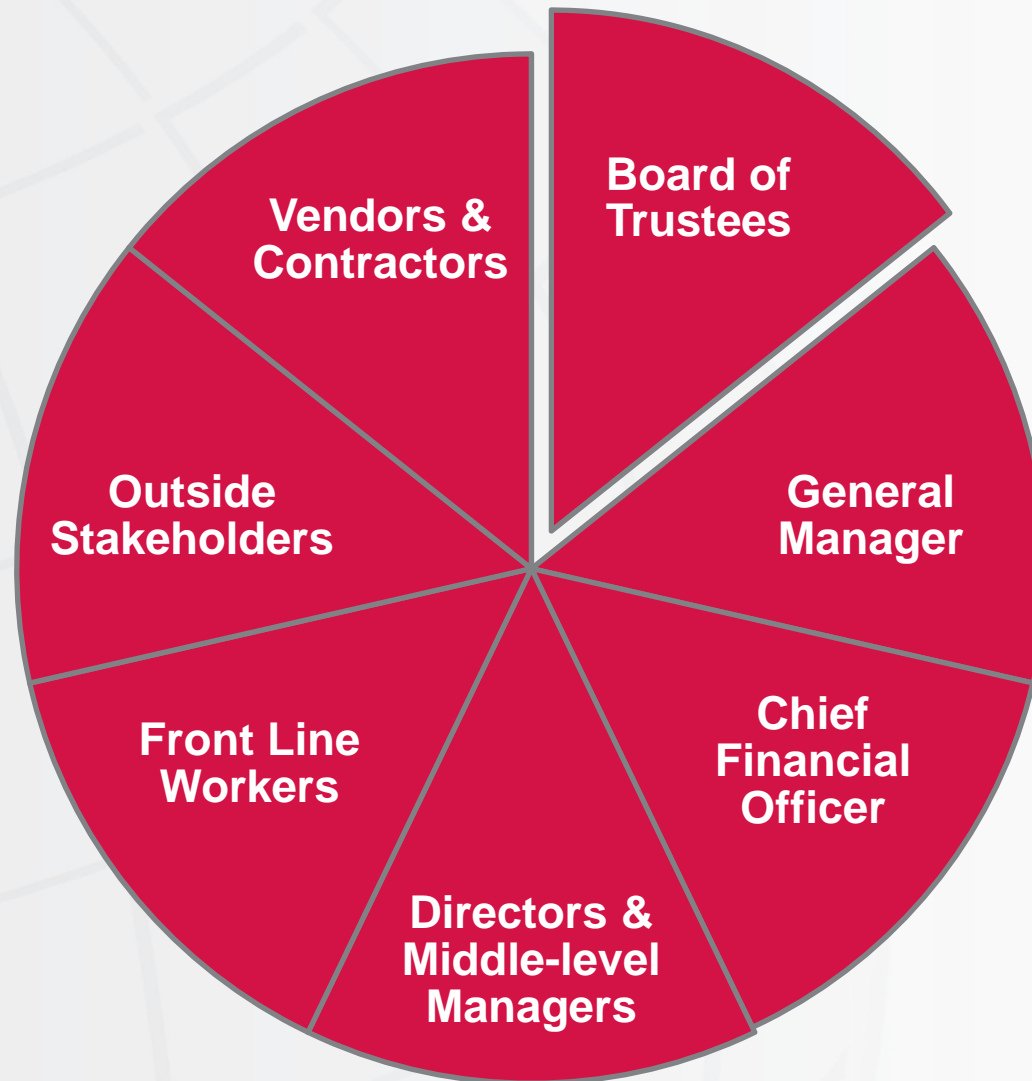 Board of
Trustees
General
Manager
Chief
Financial
Officer
Directors &
Middle-level
Managers
Front Line
Workers
Outside
Stakeholders
Vendors &
Contractors